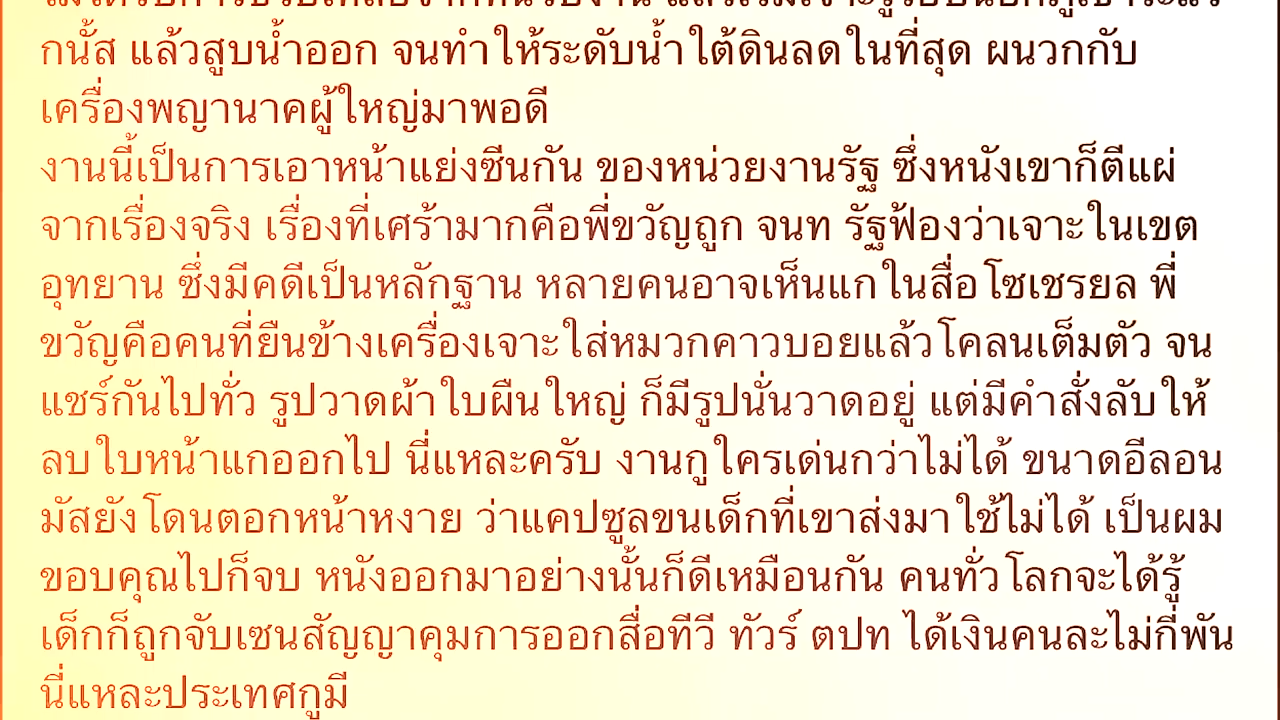 กนั้ส แล้วสูบน้ำออก จนทำให้ระดับน้ำใต้ดินลดในที่สุด ผนวกกับ
เครื่องพญานาคผู้ใหญ่มาพอดี
งานนี้เป็นการเอาหน้าแย่งซีนกัน ของหน่วยงานรัฐ ซึ่งหนังเขาก็ตีแผ่
จากเรื่องจริง เรื่องที่เศร้ามากคือพี่ขวัญถูก จนท รัฐฟ้องว่าเจาะในเขต
อุทยาน ซึ่งมีคดีเป็นหลักฐาน หลายคนอาจเห็นแกในสื่อโซเชรยล พี่
ขวัญคือคนที่ยืนข้างเครื่องเจาะใส่หมวกคาวบอยแล้วโคลนเต็มตัว จน
แชร์กันไปทั่ว รูปวาดผ้าใบผืนใหญ่ ก็มีรูปนั่นวาดอยู่ แต่มีคำสั่งลับให้
ลบใบหน้าแกออกไป นี่แหละครับ งานกูใครเด่นกว่าไม่ได้ ขนาดอีลอน
มัสยังโดนตอกหน้าหงาย ว่าแคปซูลขนเด็กที่เขาส่งมาใช้ไม่ได้ เป็นผม
ขอบคุณไปก็จบ หนังออกมาอย่างนั้นก็ดีเหมือนกัน คนทั่วโลกจะได้รู้
เด็กก็ถูกจับเซนสัญญาคุมการออกสื่อทีวี ทัวร์ ตปท ได้เงินคนละไม่กี่พัน
นี่แหละประเทศกูมี